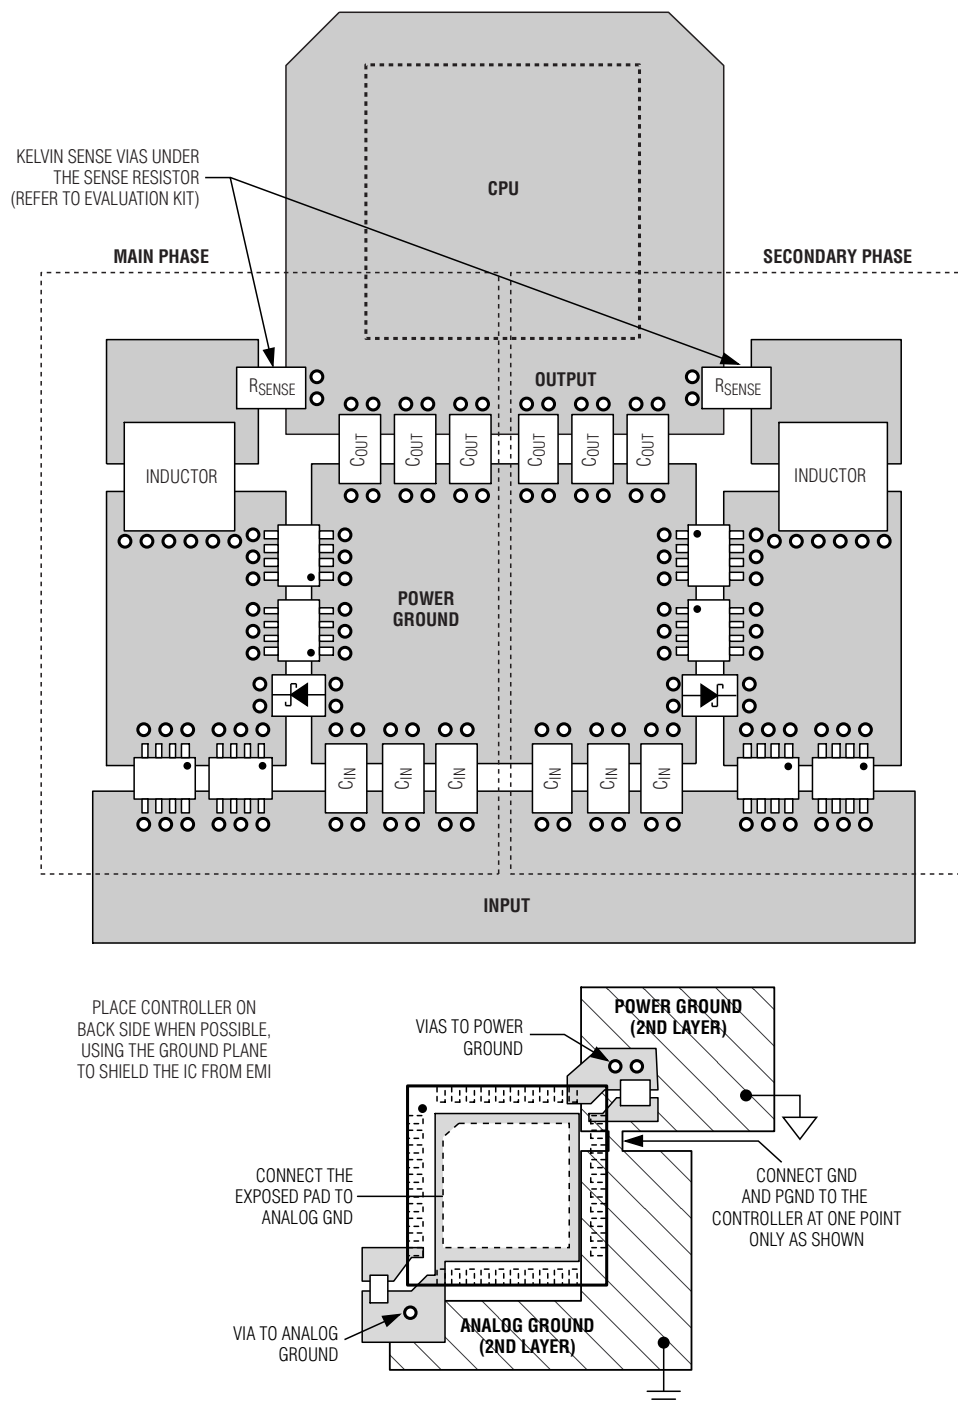 CPU
KELVIN SENSE VIAS UNDER
THE SENSE RESISTOR
(REFER TO EVALUATION KIT)
MAIN PHASE
SECONDARY PHASE
RSENSE
OUTPUT
RSENSE
INDUCTOR
COUT
COUT
COUT
COUT
COUT
COUT
INDUCTOR
POWER
GROUND
CIN
CIN
CIN
CIN
CIN
CIN
INPUT
PLACE CONTROLLER ON
BACK SIDE WHEN POSSIBLE,
USING THE GROUND PLANE
TO SHIELD THE IC FROM EMI
VIAS TO POWER
GROUND
POWER GROUND
(2ND LAYER)
CONNECT THE
EXPOSED PAD TO
ANALOG GND
CONNECT GND
AND PGND TO THE
CONTROLLER AT ONE POINT
ONLY AS SHOWN
VIA TO ANALOG
GROUND
ANALOG GROUND
(2ND LAYER)